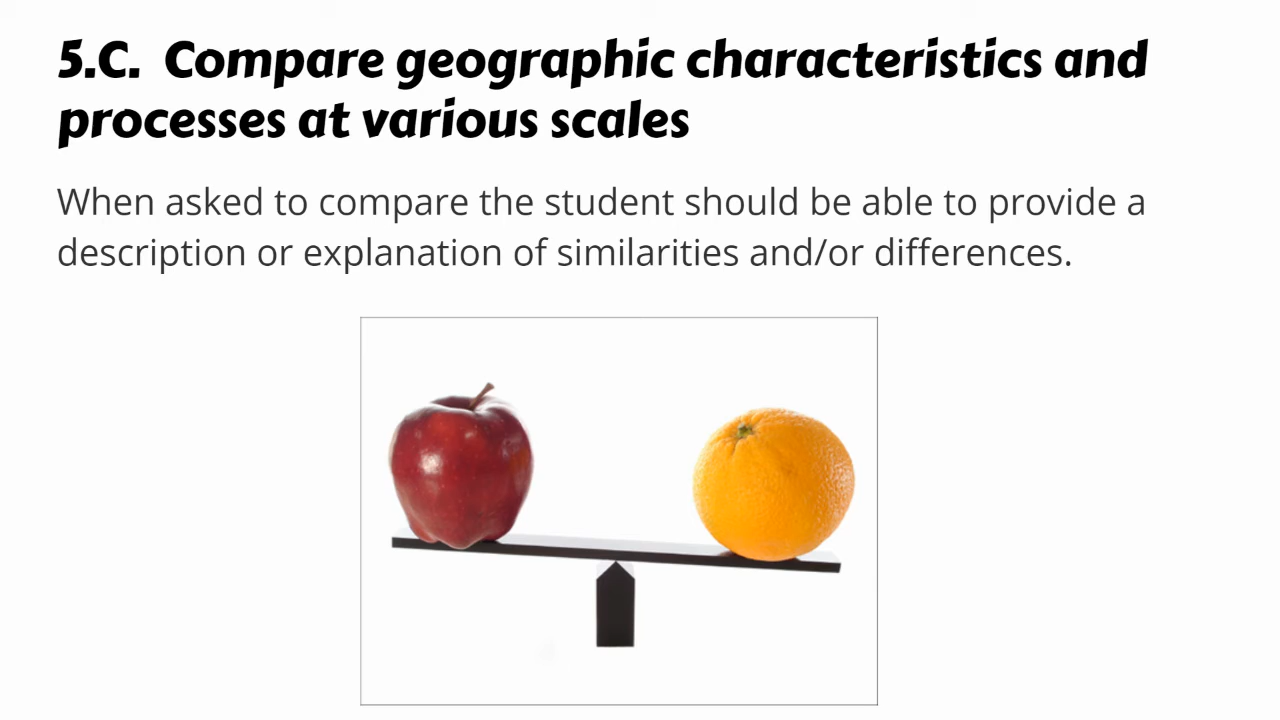 5.C. Compare geographic characteristics and
processes at various scales
When asked to compare the student should be able to provide a
description or explanation of similarities and/or differences.